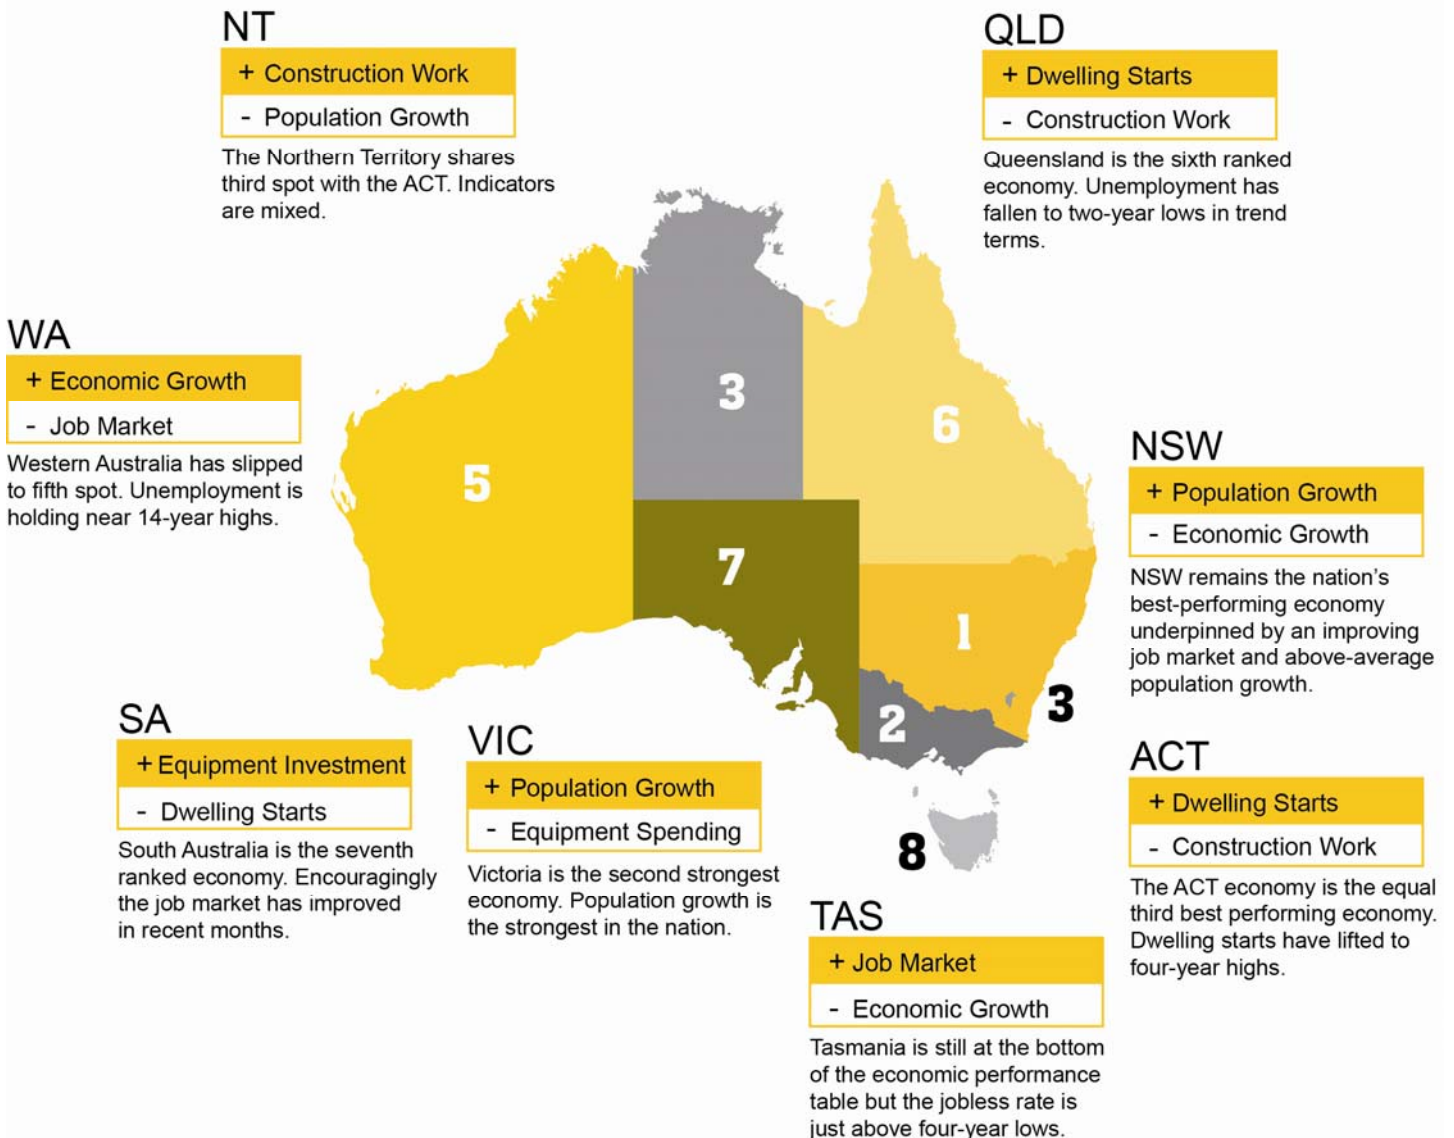 NT
+ Construction Work
- Population Growth
The Northern Territory shares
third spot with the ACT. Indicators
are mixed.
QLD
+ Dwelling Starts
- Construction Work
Queensland is the sixth ranked
economy. Unemployment has
fallen to two-year lows in trend
terms.
WA
+ Economic Growth
- Job Market
Western Australia has slipped
to fifth spot. Unemployment is
holding near 14-year highs.
3
6
5
7
1
2
3
8
NSW
+ Population Growth
- Economic Growth
NSW remains the nation's
best-performing economy
underpinned by an improving
job market and above-average
population growth.
SA
+ Equipment Investment
- Dwelling Starts
South Australia is the seventh
ranked economy. Encouragingly
the job market has improved
in recent months.
VIC
+ Population Growth
- Equipment Spending
Victoria is the second strongest
economy. Population growth is
the strongest in the nation.
ACT
+ Dwelling Starts
- Construction Work
The ACT economy is the equal
third best performing economy.
Dwelling starts have lifted to
four-year highs.
TAS
+ Job Market
- Economic Growth
Tasmania is still at the bottom
of the economic performance
table but the jobless rate is
just above four-year lows.